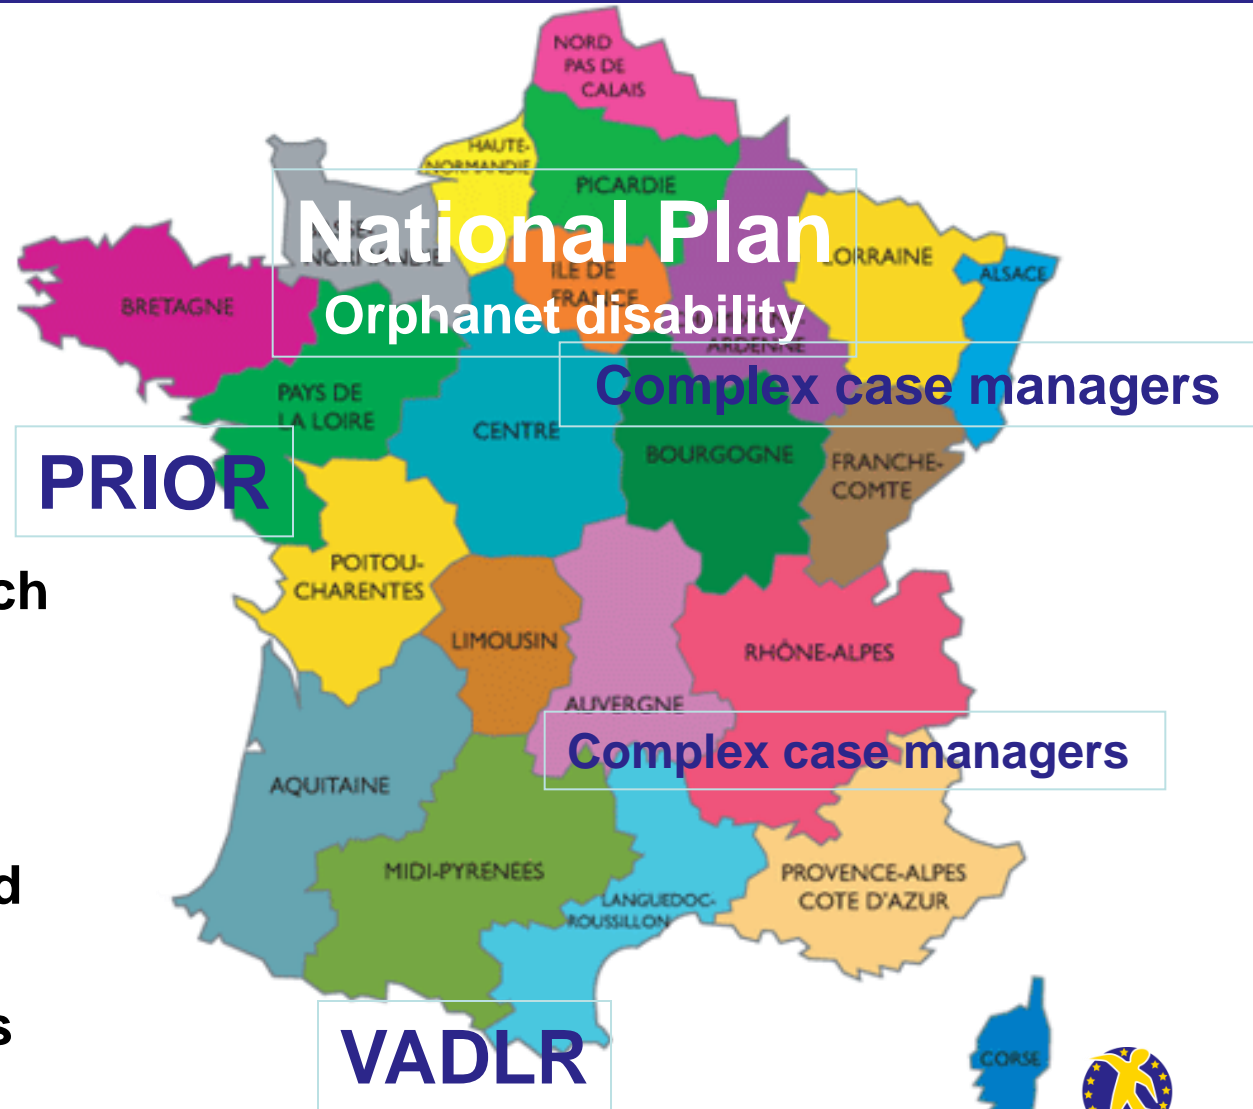 NORD
PAS DE
CALAIS
HAUTE-
NORMANDIE
PICARDIE
National Plan
NORMANDIE
LORRAINE
ILE DE
FRANCE
ALSACE
BRETAGNE
Orphanet disability
ARDENNE
Complex case managers
PAYS DE
LA LOIRE
CENTRE
BOURGOGNE
FRANCHE-
COMTE
PRIOR
POITOU-
CHARENTES
ch
LIMOUSIN
RHÔNE-ALPES
AUVERGNE
Complex case managers
AQUITAINE
MIDI-PYRENEES
PROVENCE-ALPES
COTE D'AZUR
d
LANGUEDOC-
ROUSSILLON
s
VADLR
CORSE